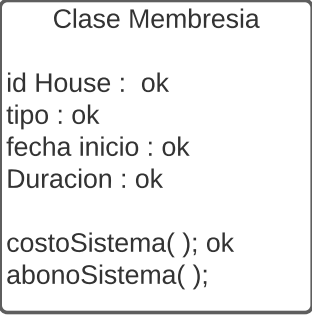 Clase Membresia
id House :  ok
tipo : ok
fecha inicio : ok
Duracion : ok
costoSistema( ); ok
abonoSistema( );